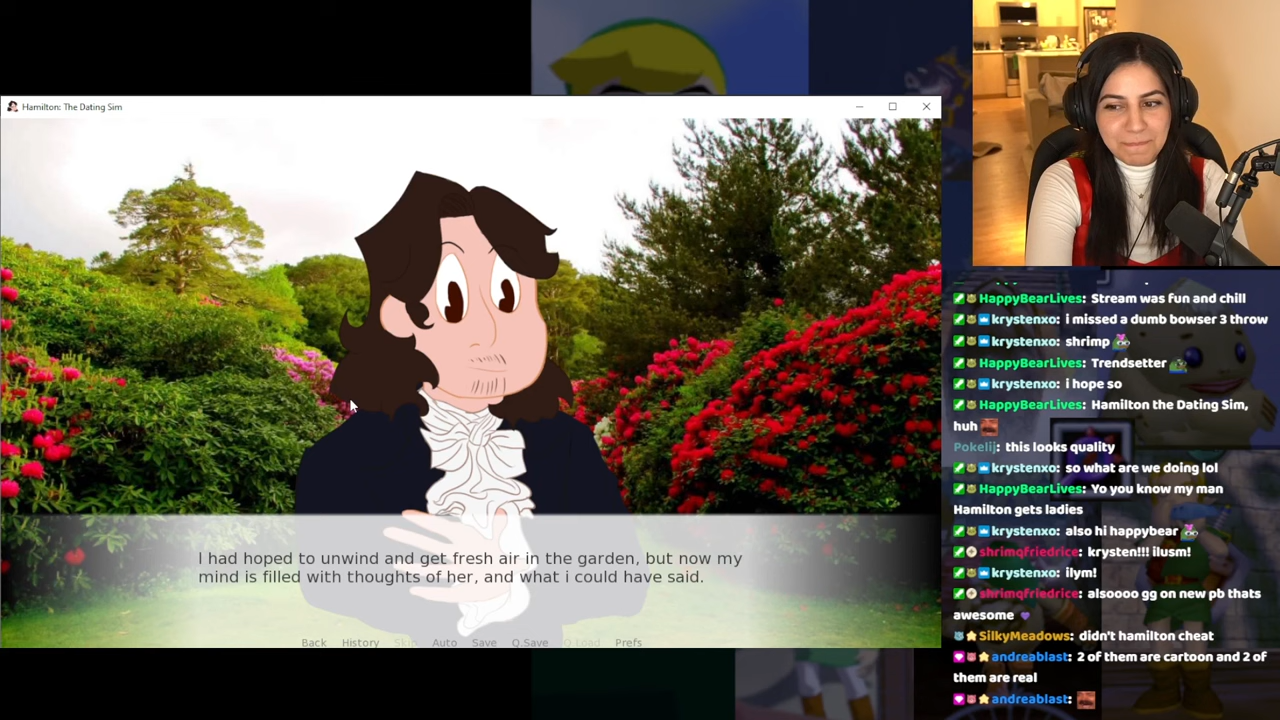 Hamilton: The Dating Sim
I had hoped to unwind and get fresh air in the garden, but now my
mind is filled with thoughts of her, and what i could have said.
Back History Skip Auto Save Q.Save Q.Load Prefs
HappyBearLives: Stream was fun and chill
krystenxo: i missed a dumb bowser 3 throw
krystenxo: shrimp
HappyBearLives: Trendsetter
krystenxo: i hope so
HappyBearLives: Hamilton the Dating Sim,
huh
Pokelij: this looks quality
krystenxo: so what are we doing lol
HappyBearLives: Yo you know my man
Hamilton gets ladies
krystenxo: also hi happybear
shrimqfriedrice: krysten!!! ilusm!
krystenxo: ilym!
shrimqfriedrice: alsoooo gg on new pb thats
awesome
SilkyMeadows: didn't hamilton cheat
andreablast: 2 of them are cartoon and 2 of
them are real
andreablast: